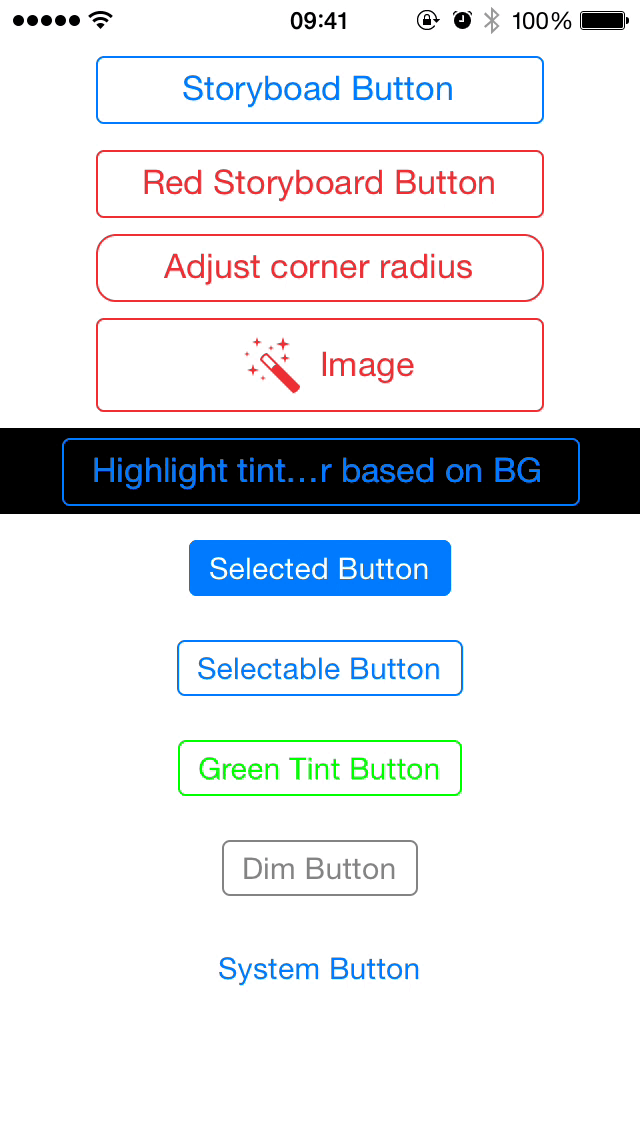 09:41 100%
Storyboad Button
Red Storyboard Button
Adjust corner radius
Image
Highlight tint...r based on BG
Selected Button
Selectable Button
Green Tint Button
Dim Button
System Button